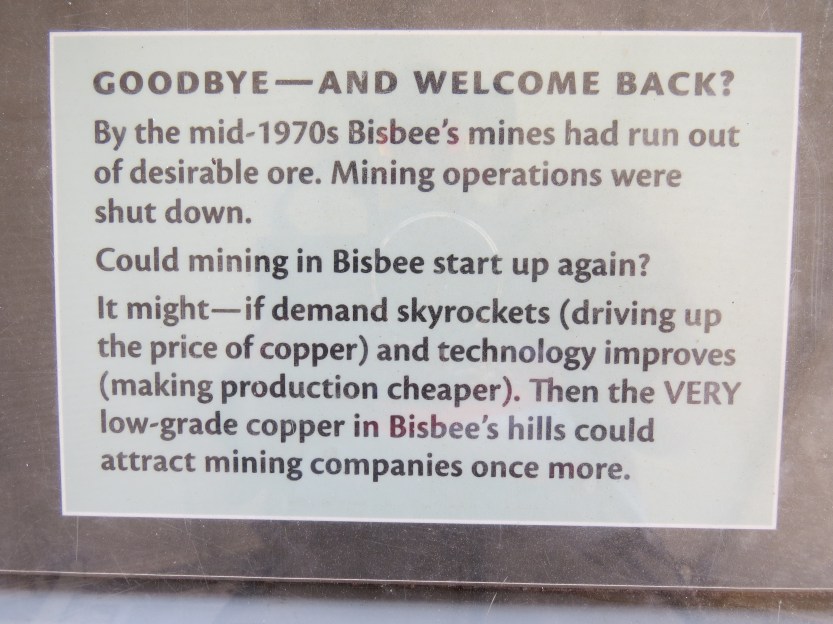 GOODBYE—AND WELCOME BACK?
By the mid-1970s Bisbee's mines had run out
of desirable ore. Mining operations were
shut down.
Could mining in Bisbee start up again?
It might—if demand skyrockets (driving up
the price of copper) and technology improves
(making production cheaper). Then the VERY
low-grade copper in Bisbee's hills could
attract mining companies once more.